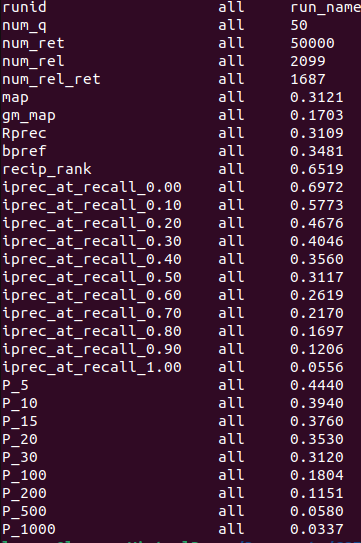 runid all run_name
num_q all 50
num_ret all 50000
num_rel all 2099
num_rel_ret all 1687
map all 0.3121
gm_map all 0.1703
Rprec all 0.3109
bpref all 0.3481
recip_rank all 0.6519
iprec_at_recall_0.00 all 0.6972
iprec_at_recall_0.10 all 0.5773
iprec_at_recall_0.20 all 0.4676
iprec_at_recall_0.30 all 0.4046
iprec_at_recall_0.40 all 0.3560
iprec_at_recall_0.50 all 0.3117
iprec_at_recall_0.60 all 0.2619
iprec_at_recall_0.70 all 0.2170
iprec_at_recall_0.80 all 0.1697
iprec_at_recall_0.90 all 0.1206
iprec_at_recall_1.00 all 0.0556
P_5 all 0.4440
P_10 all 0.3940
P_15 all 0.3760
P_20 all 0.3530
P_30 all 0.3120
P_100 all 0.1804
P_200 all 0.1151
P_500 all 0.0580
P_1000 all 0.0337